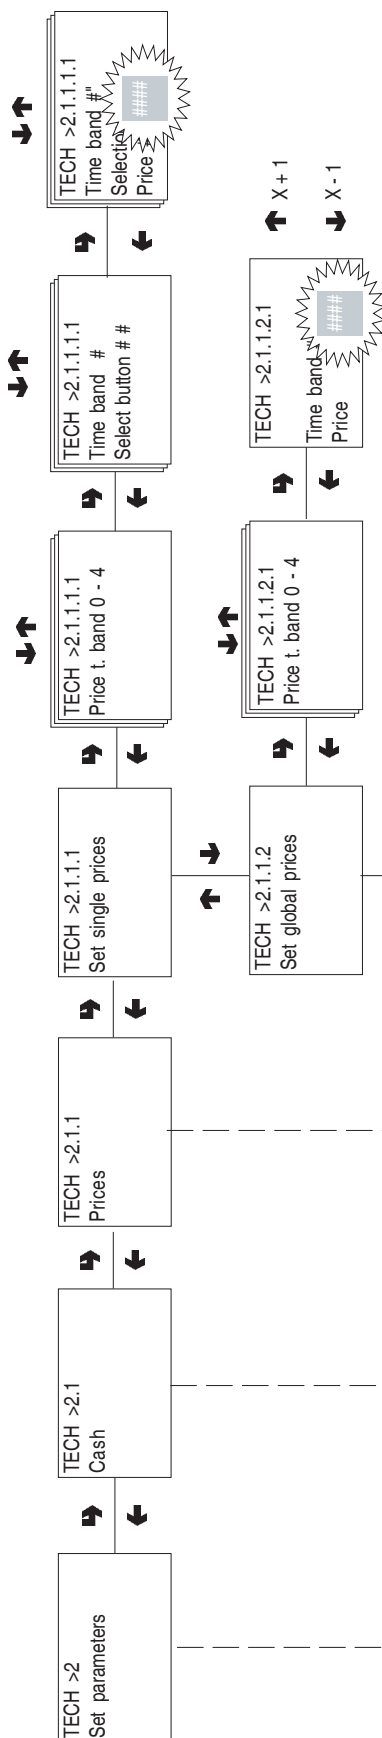 TECH >2
Set parameters
TECH >2.1
Cash
TECH >2.1.1
Prices
TECH >2.1.1.1
Set single prices
TECH >2.1.1.1.1
Price t. band 0 - 4
TECH >2.1.1.1.1
Time band #
Select button # #
TECH >2.1.1.1.1
Time band #"
Price
####
TECH >2.1.1.2
Set global prices
TECH >2.1.1.2.1
Price t. band 0 - 4
TECH >2.1.1.2.1
Time band
Price
####
X + 1
X - 1